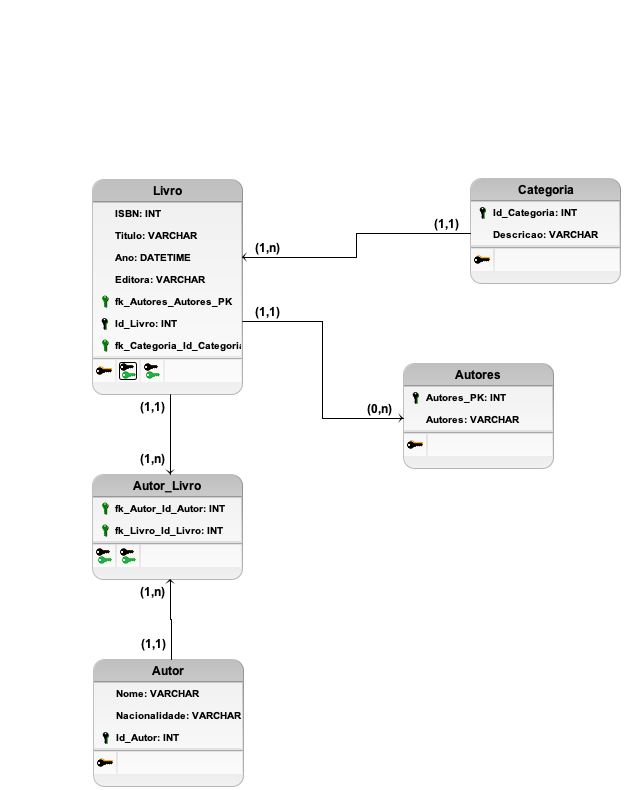 Livro
ISBN: INT
Titulo: VARCHAR
Ano: DATETIME
Editora: VARCHAR
fk_Autores_Autores_PK
Id_Livro: INT
fk_Categoria_Id_Categoria
(1,n)
(1,1)
Categoria
Id_Categoria: INT
Descricao: VARCHAR
(1,1)
(0,n)
Autores
Autores_PK: INT
Autores: VARCHAR
(1,1)
(1,n)
Autor_Livro
fk_Autor_Id_Autor: INT
fk_Livro_Id_Livro: INT
(1,n)
(1,1)
Autor
Nome: VARCHAR
Nacionalidade: VARCHAR
Id_Autor: INT